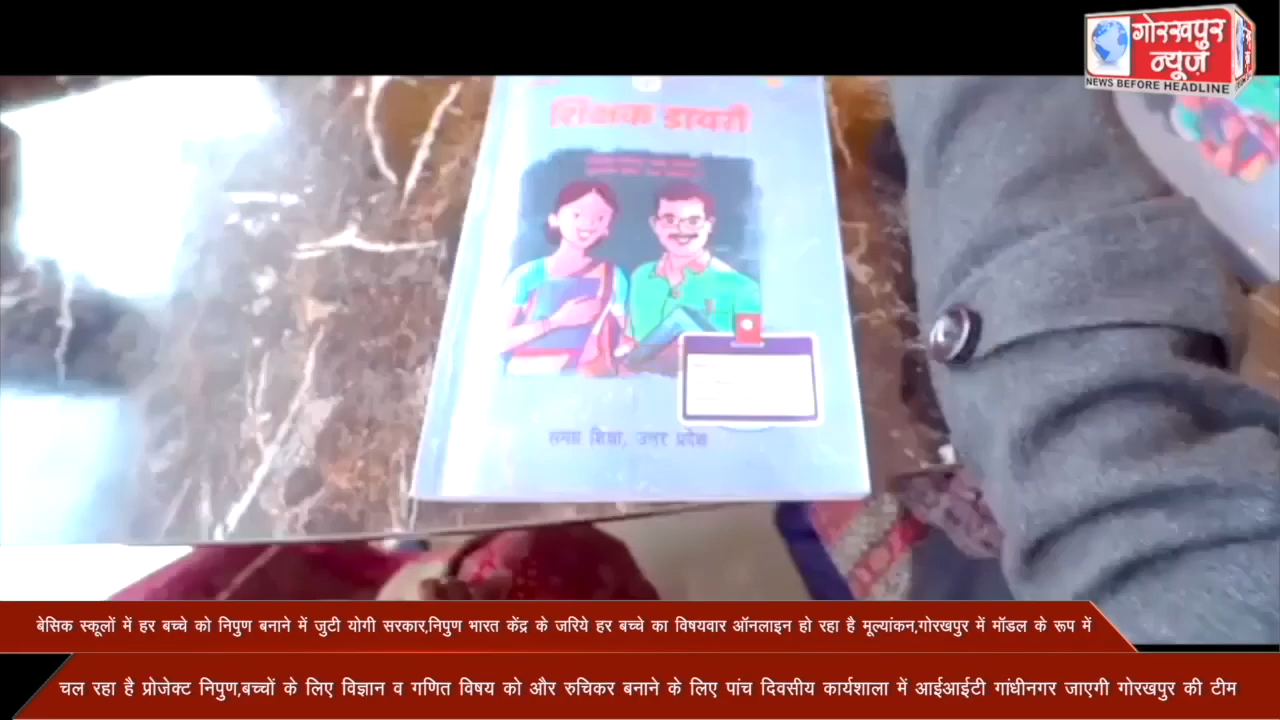 गोरखपुर
न्यूज़
NEWS BEFORE HEADLINE
शिक्षक डायरी
समग्र शिक्षा, उत्तर प्रदेश
बेसिक स्कूलों में हर बच्चे को निपुण बनाने में जुटी योगी सरकार,निपुण भारत केंद्र के जरिये हर बच्चे का विषयवार ऑनलाइन हो रहा है मूल्यांकन,गोरखपुर में मॉडल के रूप में
चल रहा है प्रोजेक्ट निपुण,बच्चों के लिए विज्ञान व गणित विषय को और रुचिकर बनाने के लिए पांच दिवसीय कार्यशाला में आईआईटी गांधीनगर जाएगी गोरखपुर की टीम